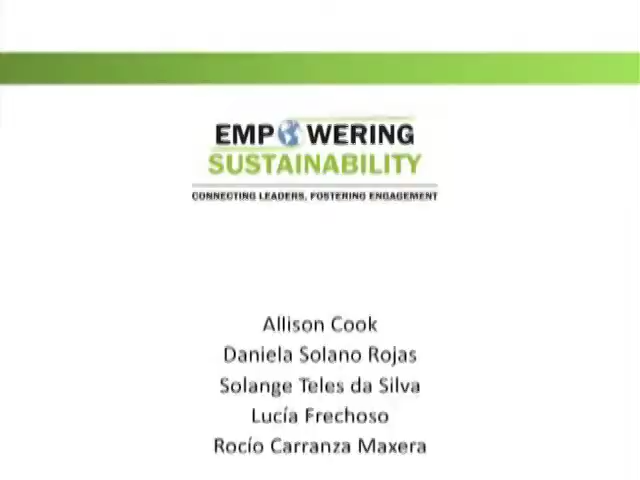 EMPOWERING
SUSTAINABILITY
CONNECTING LEADERS, FOSTERING ENGAGEMENT
Allison Cook
Daniela Solano Rojas
Solange Teles da Silva
Lucía Frechoso
Rocío Carranza Maxera